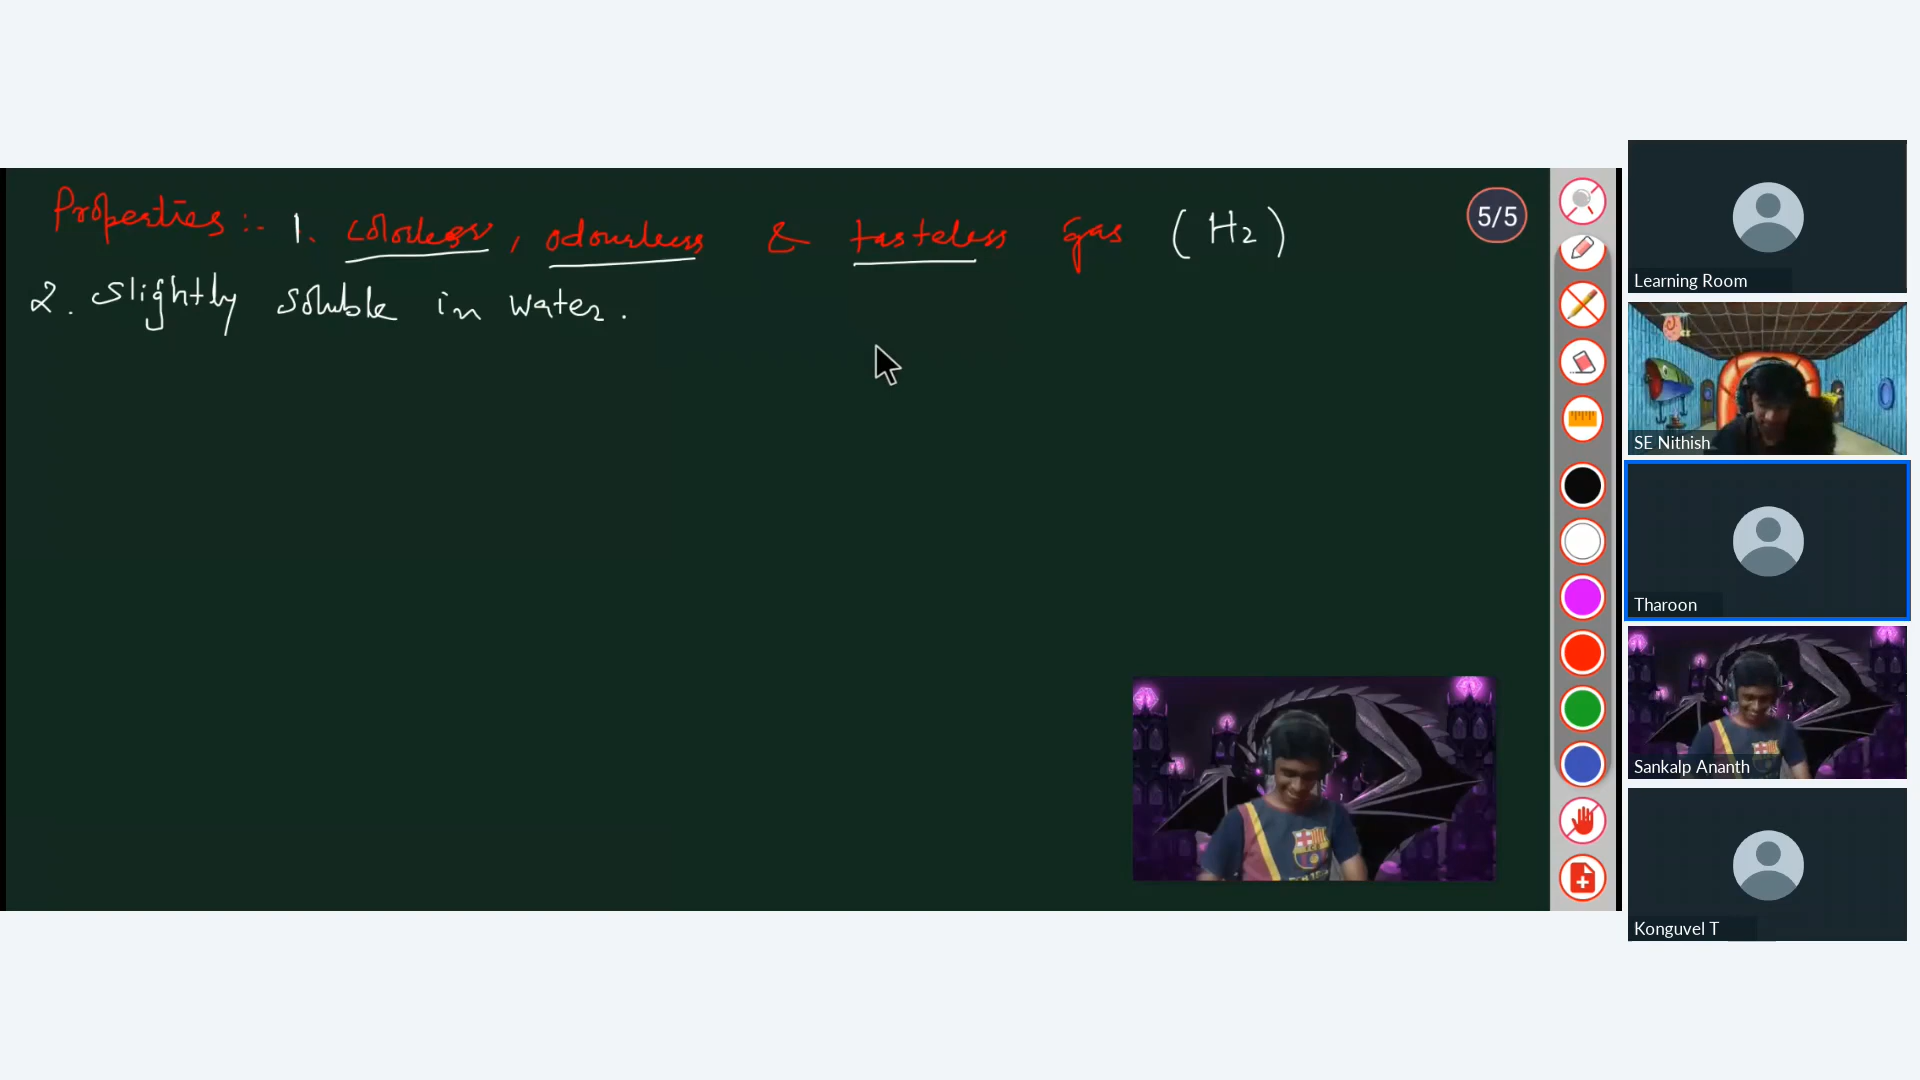 Properties :- 1. colorless, odourless & tasteless gas (H2)
2. slightly soluble in water.
5/5
Learning Room
SE Nithish
Tharoon
Sankalp Ananth
Konguvel T